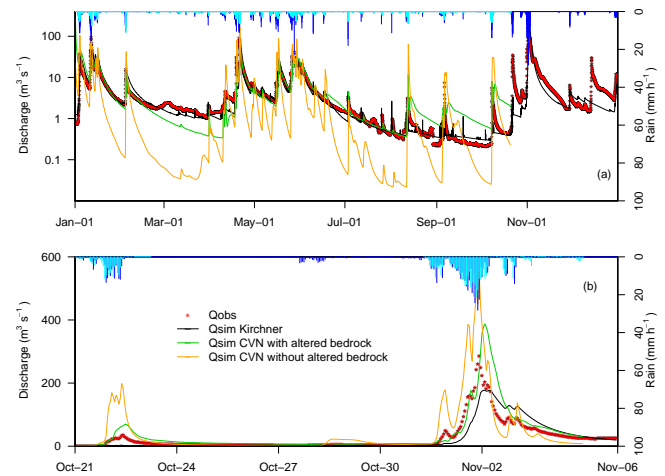 100
10
1
0.1
Discharge (m³ s⁻¹)
0
20
40
60
80
100
Rain (mm h⁻¹)
(a)
Jan−01
Mar−01
May−01
Jul−01
Sep−01
Nov−01
600
400
200
0
Discharge (m³ s⁻¹)
0
20
40
60
80
100
Rain (mm h⁻¹)
(b)
Qobs
Qsim Kirchner
Qsim CVN with altered bedrock
Qsim CVN without altered bedrock
Oct−21
Oct−24
Oct−27
Oct−30
Nov−02
Nov−06